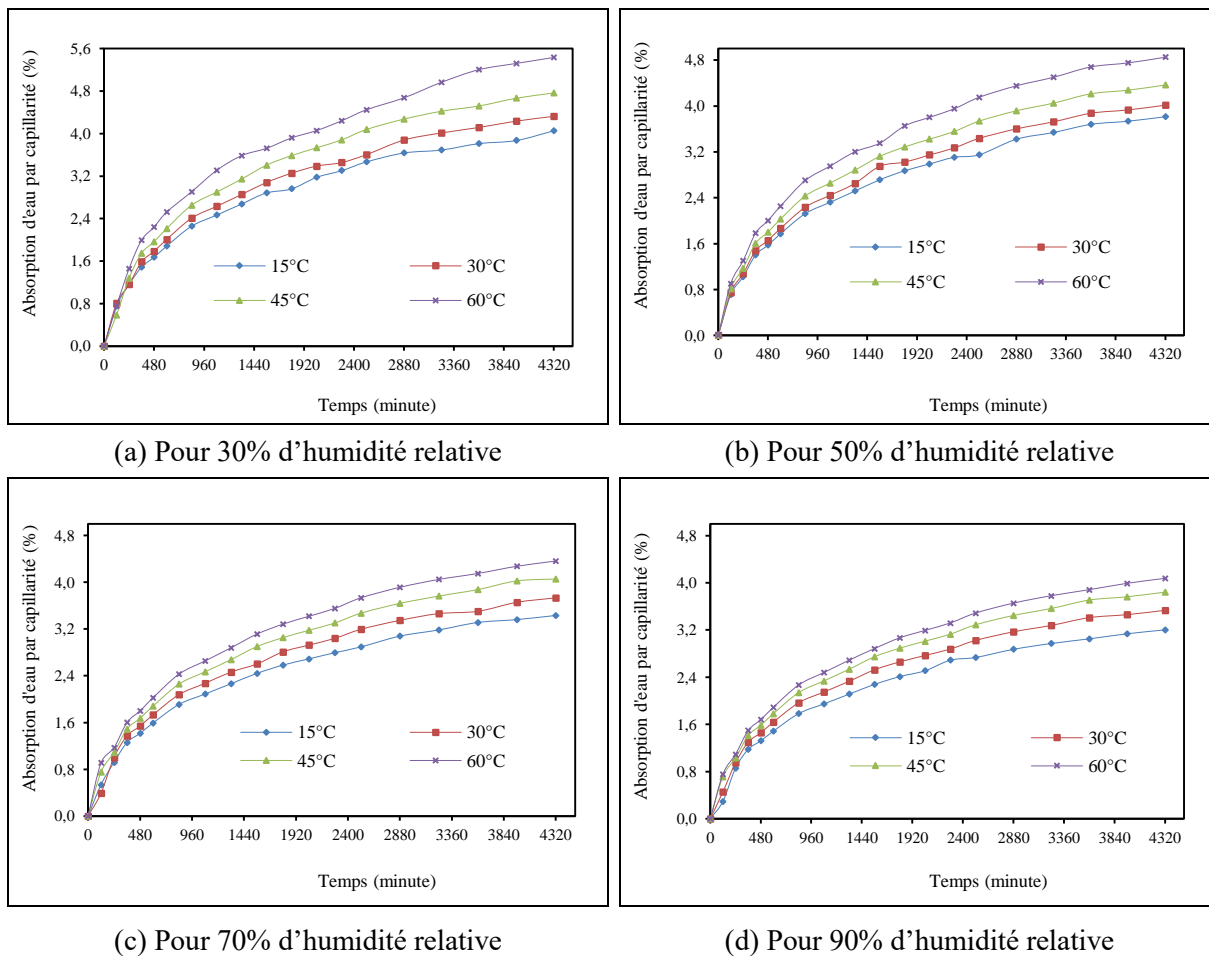 Absorption d'eau par capillarité (%)
5,6
4,8
4,0
3,2
2,4
1,6
0,8
0,0
15°C 30°C
45°C 60°C
0 480 960 1440 1920 2400 2880 3360 3840 4320
Temps (minute)
(a) Pour 30% d’humidité relative
Absorption d'eau par capillarité (%)
4,8
4,0
3,2
2,4
1,6
0,8
0,0
15°C 30°C
45°C 60°C
0 480 960 1440 1920 2400 2880 3360 3840 4320
Temps (minute)
(b) Pour 50% d’humidité relative
Absorption d'eau par capillarité (%)
4,8
4,0
3,2
2,4
1,6
0,8
0,0
15°C 30°C
45°C 60°C
0 480 960 1440 1920 2400 2880 3360 3840 4320
Temps (minute)
(c) Pour 70% d’humidité relative
Absorption d'eau par capillarité (%)
4,8
4,0
3,2
2,4
1,6
0,8
0,0
15°C 30°C
45°C 60°C
0 480 960 1440 1920 2400 2880 3360 3840 4320
Temps (minute)
(d) Pour 90% d’humidité relative